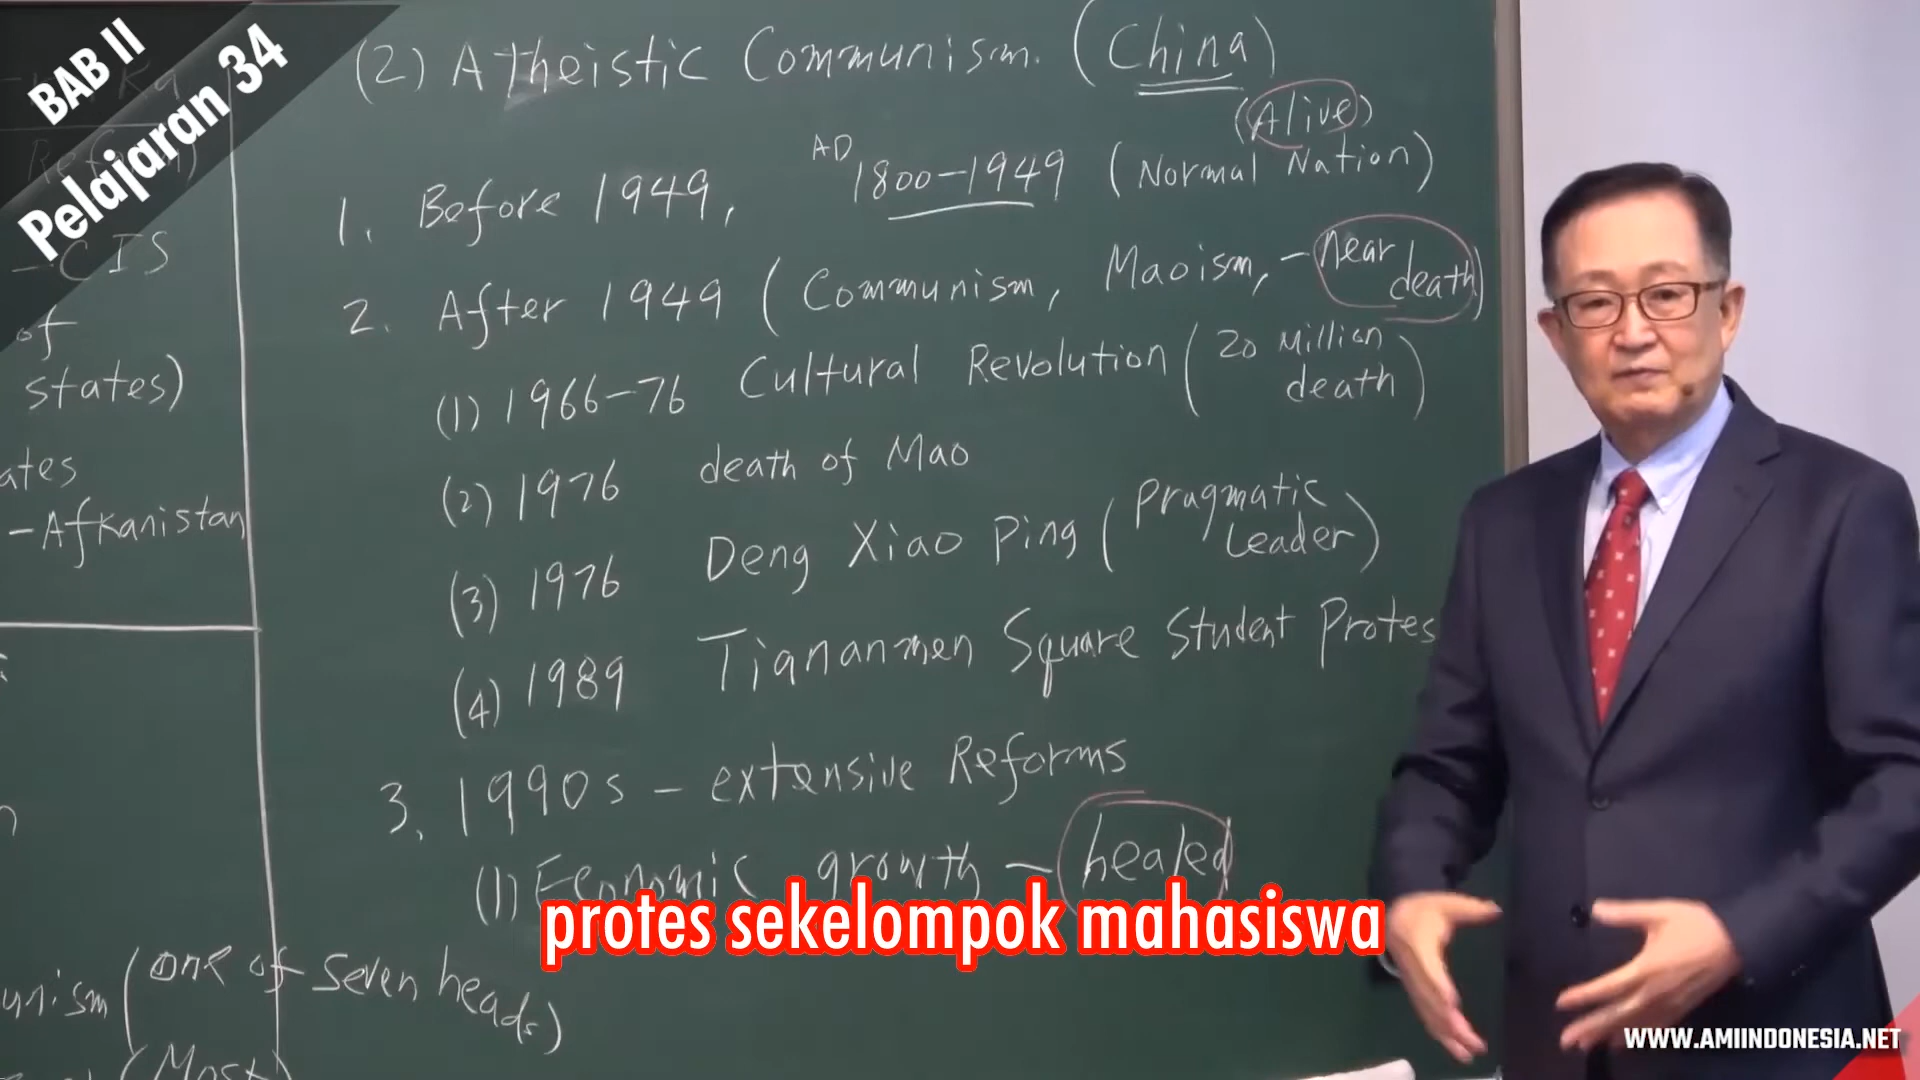 BAB II
Pelajaran 34
(2) Atheistic Communism. (China)
(Alive)
1. Before 1949, AD 1800-1949 (Normal Nation)
2. After 1949 (Communism, Maoism, - near death)
(1) 1966-76 Cultural Revolution (20 Million death)
(2) 1976 death of Mao
(3) 1976 Deng Xiao Ping (pragmatic Leader)
(4) 1989 Tiananmen Square Student Protes
3. 1990s - extensive Reforms
(1) Economic growth - healed
- CIS
of
states)
ates
- Afkanistan
unism (one of seven heads)
(Most)
protes sekelompok mahasiswa
WWW.AMIINDONESIA.NET